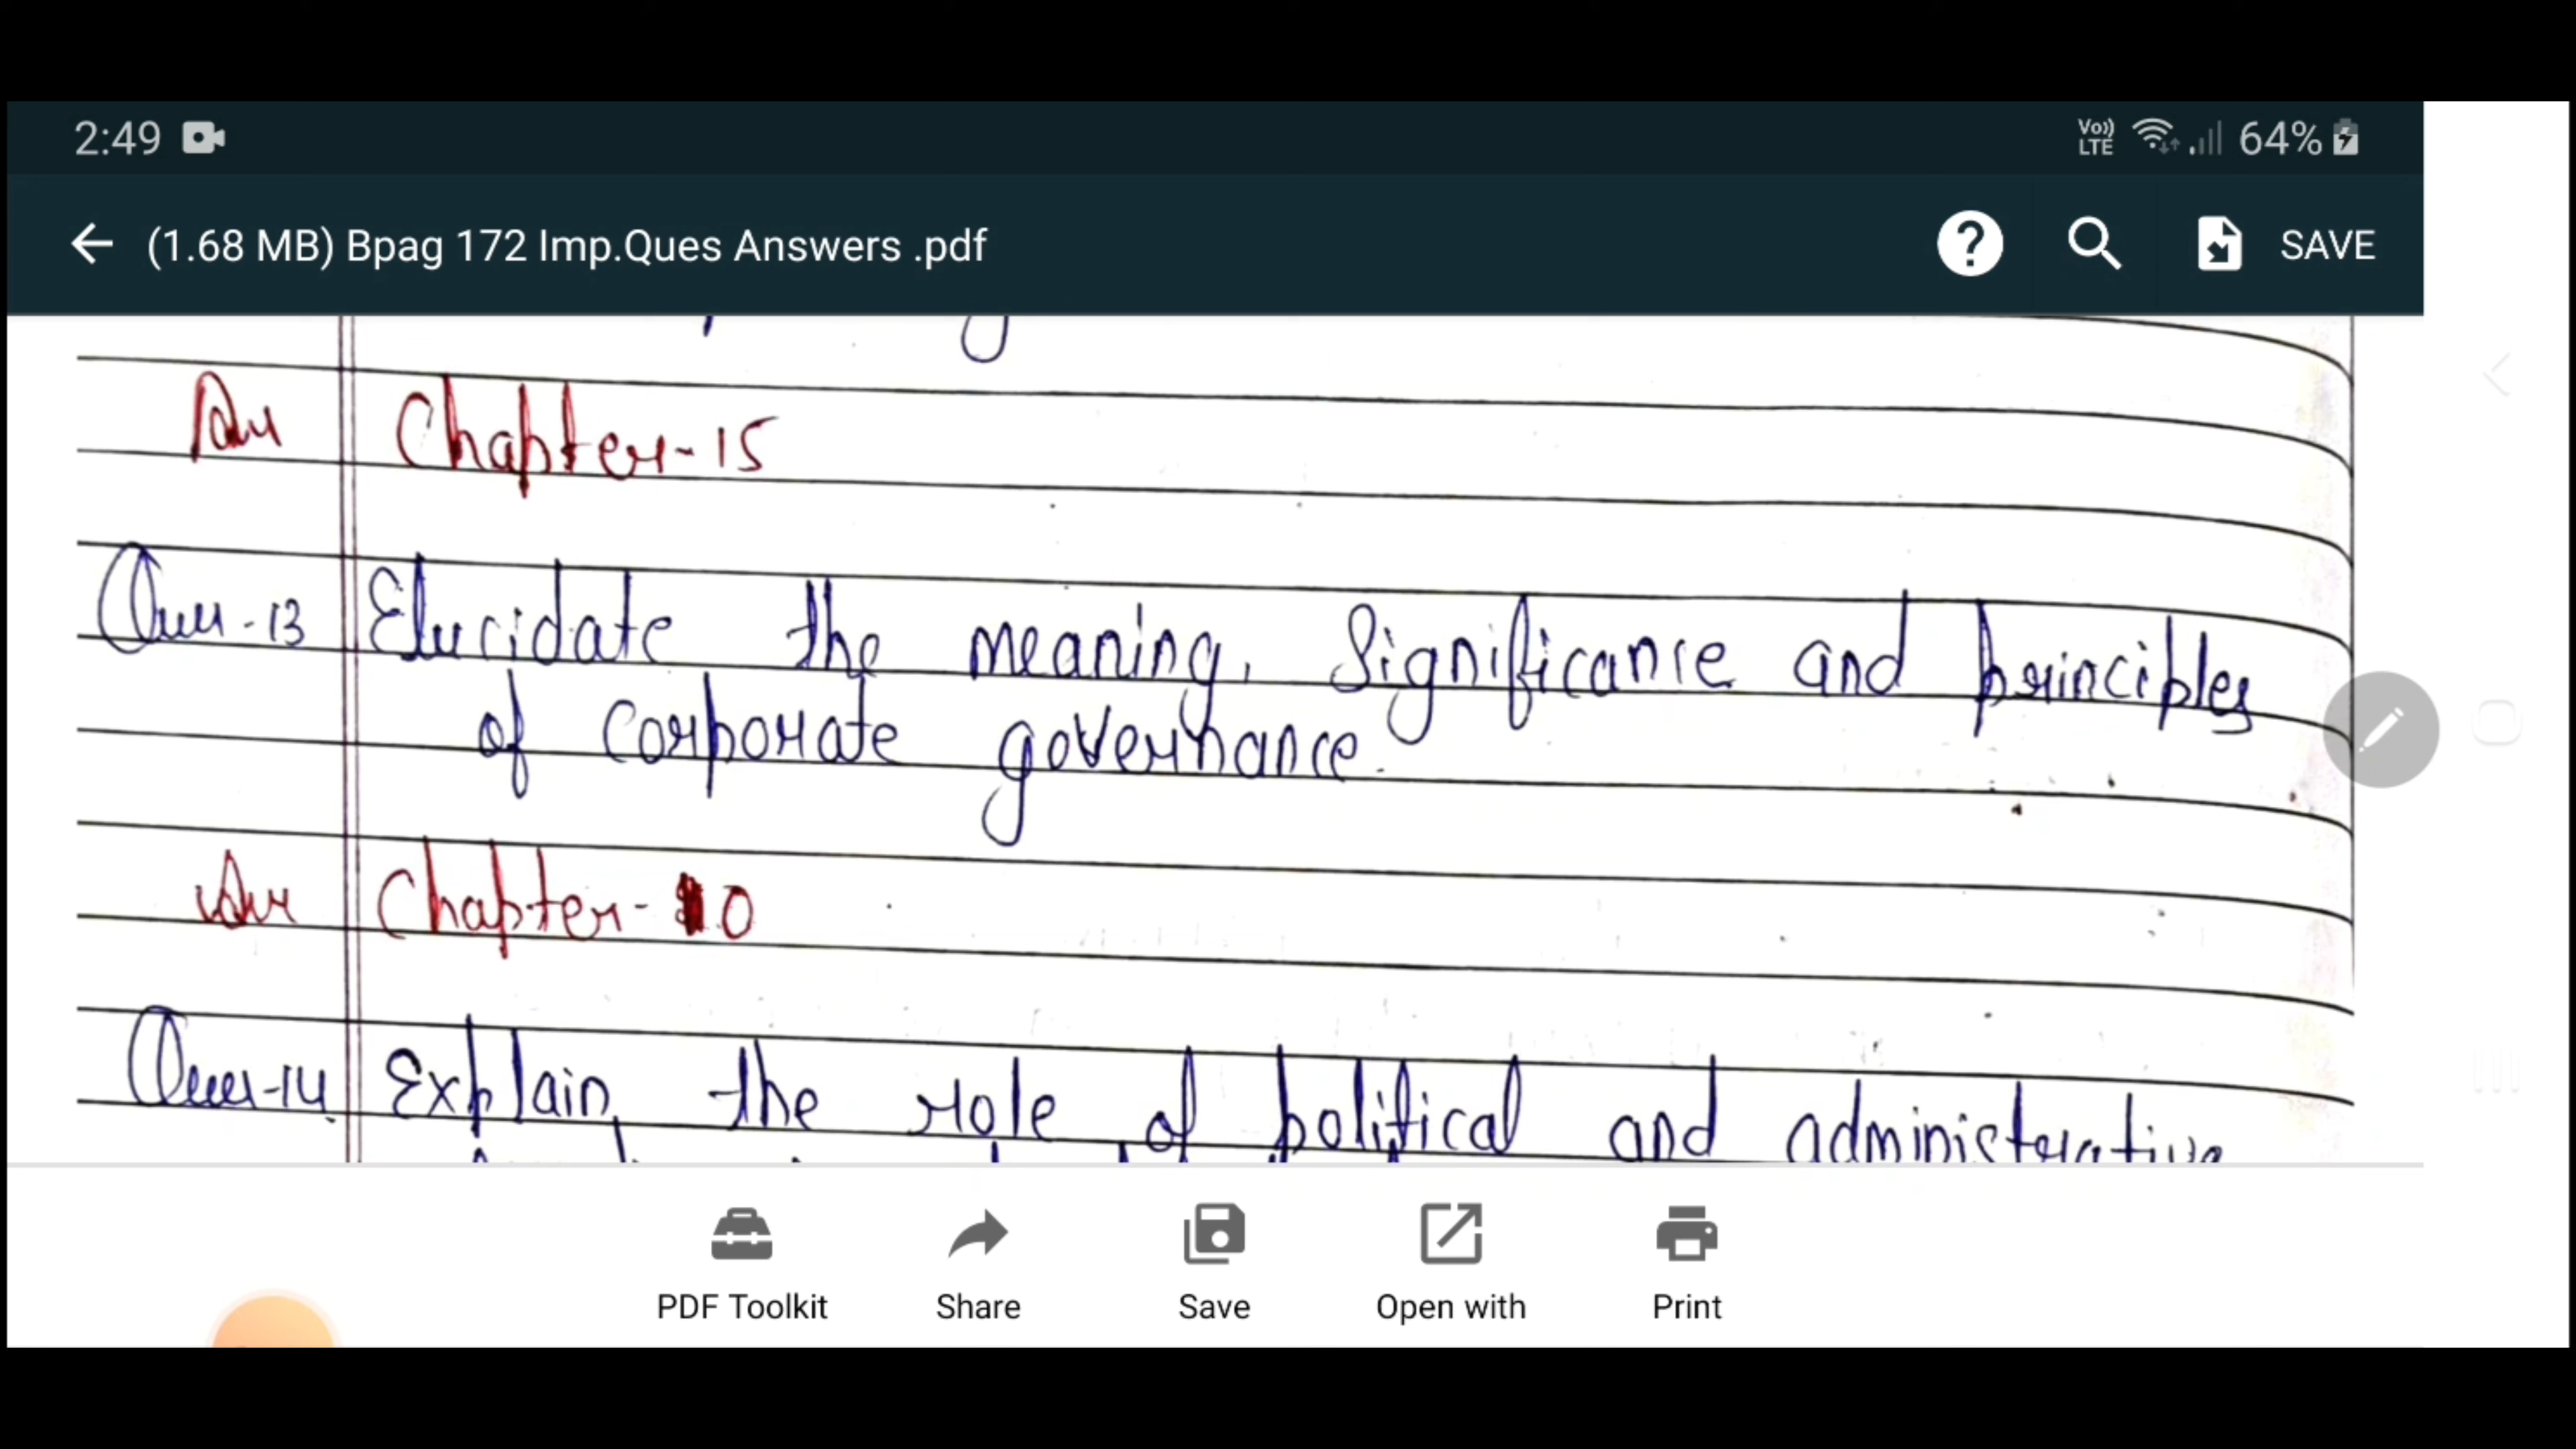 2:49
Vo)) LTE 64%
(1.68 MB) Bpag 172 Imp.Ques Answers .pdf
SAVE
Ans Chapter-15
Ques-13 Elucidate the meaning, Significance and principles
of corporate governance.
Ans Chapter-10
Ques-14 Explain the role of political and administrative
PDF Toolkit
Share
Save
Open with
Print